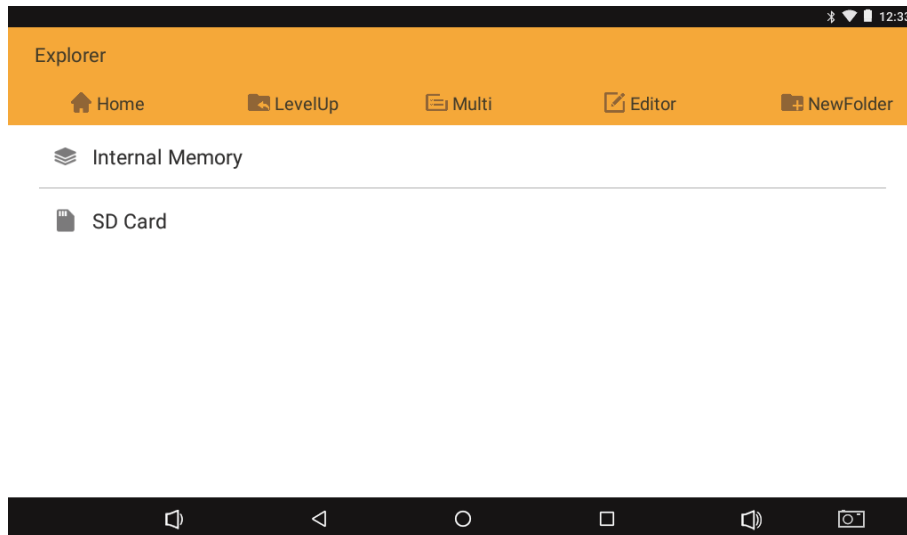 12:33
Explorer
Home LevelUp Multi Editor NewFolder
Internal Memory
SD Card